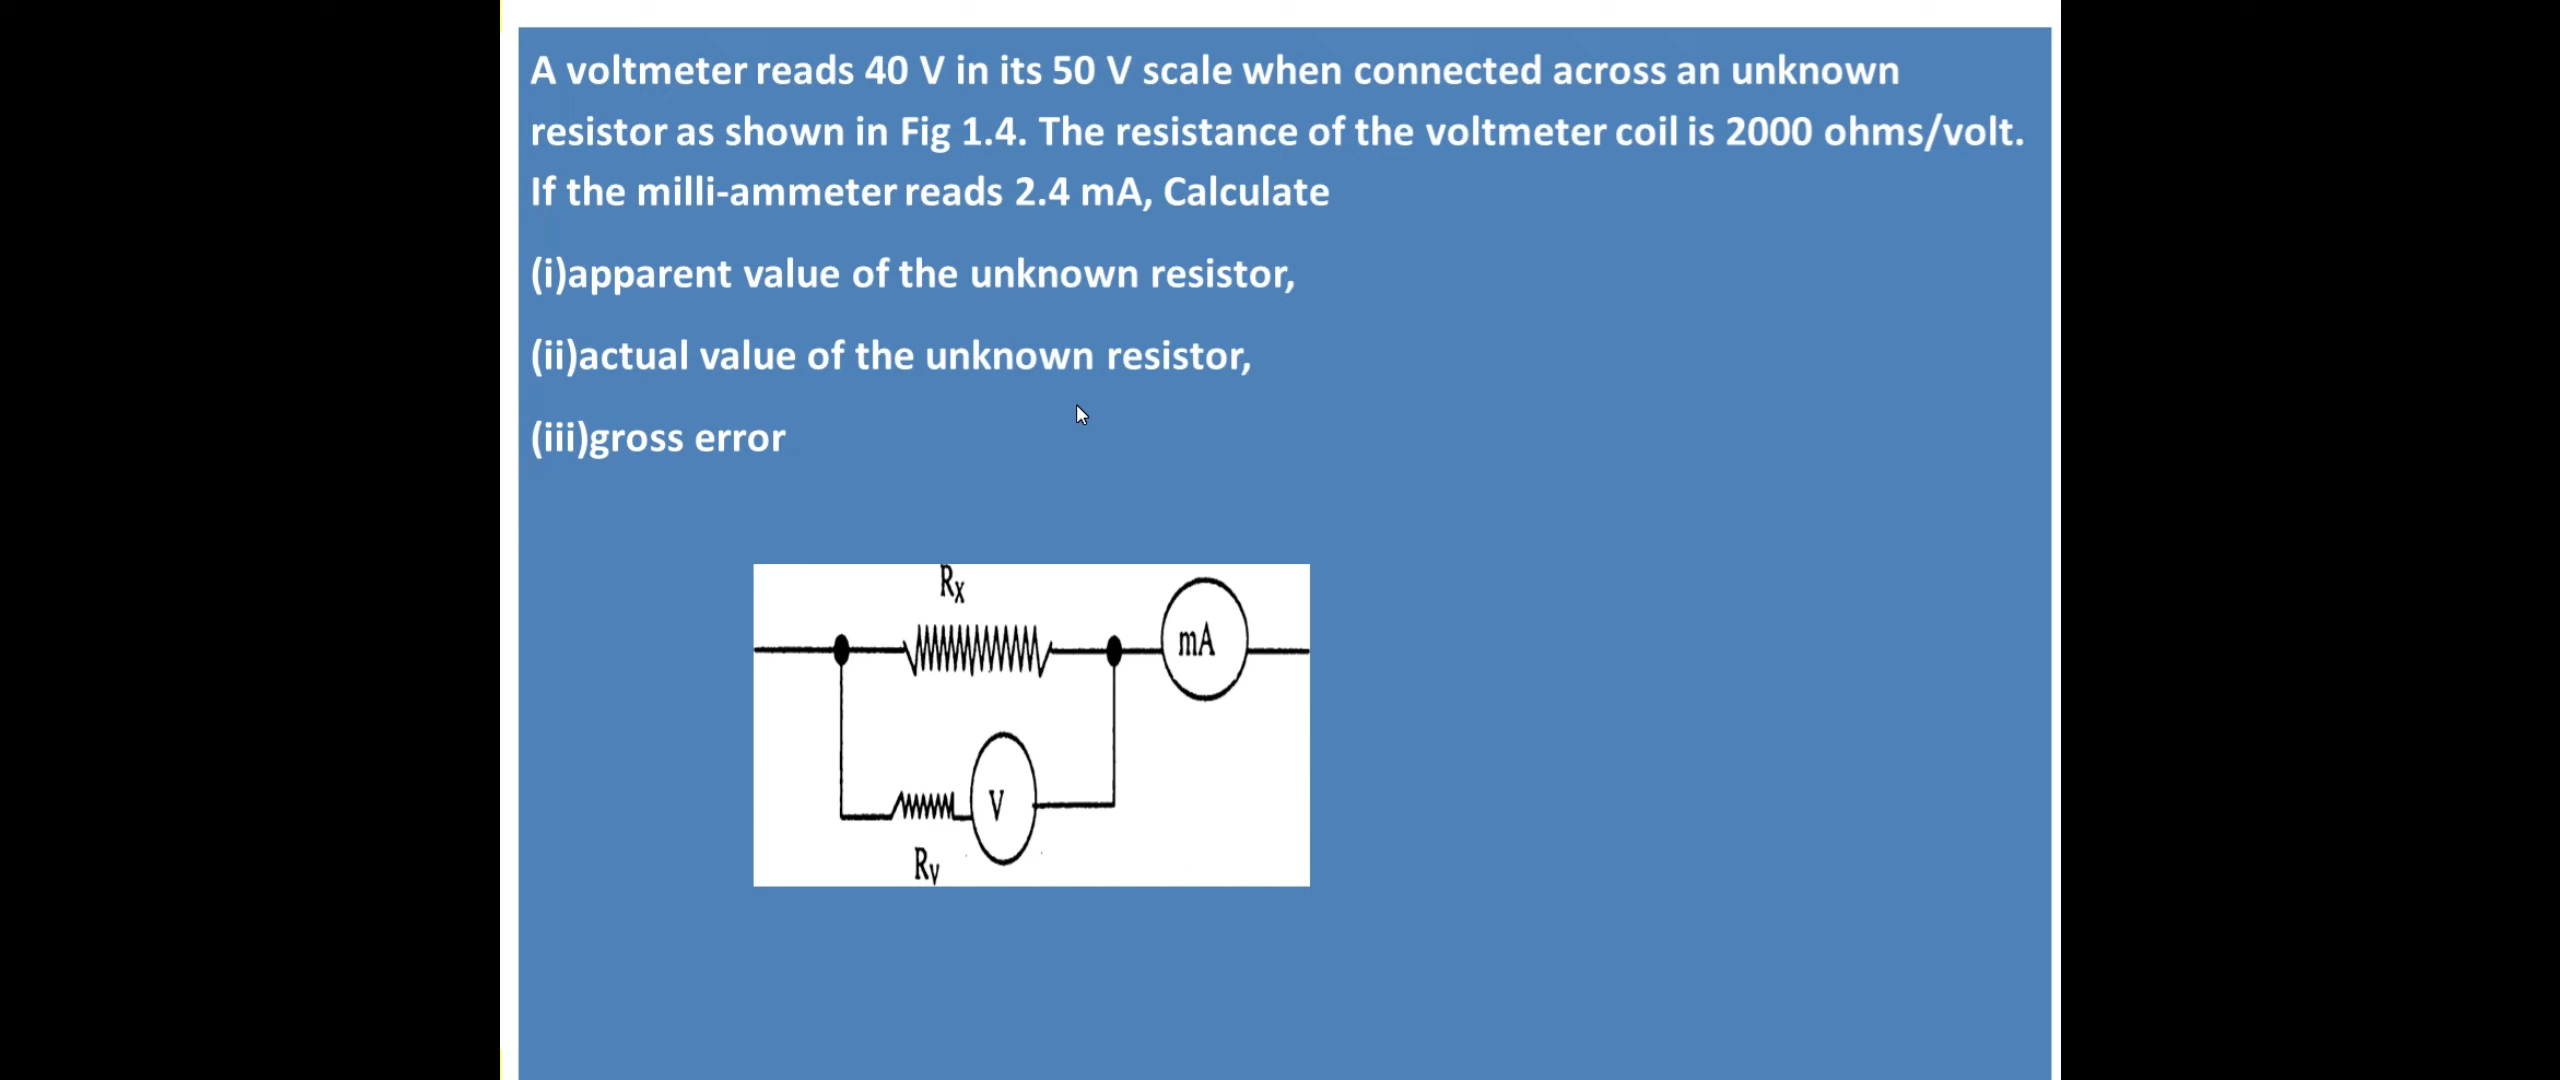 A voltmeter reads 40 V in its 50 V scale when connected across an unknown
resistor as shown in Fig 1.4. The resistance of the voltmeter coil is 2000 ohms/volt.
If the milli-ammeter reads 2.4 mA, Calculate
(i)apparent value of the unknown resistor,
(ii)actual value of the unknown resistor,
(iii)gross error
Rx
mA
V
Rv